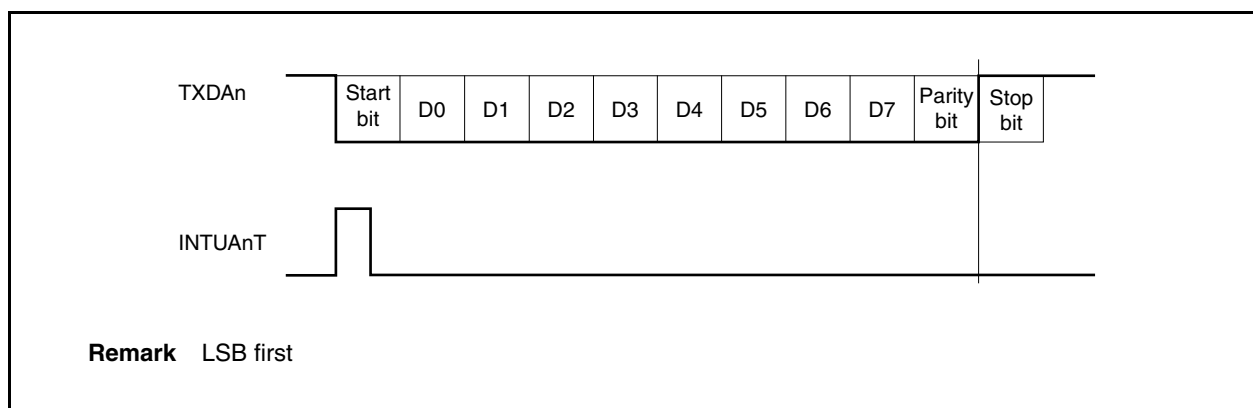 TXDAn
Start bit
D0
D1
D2
D3
D4
D5
D6
D7
Parity bit
Stop bit
INTUAnT
Remark LSB first